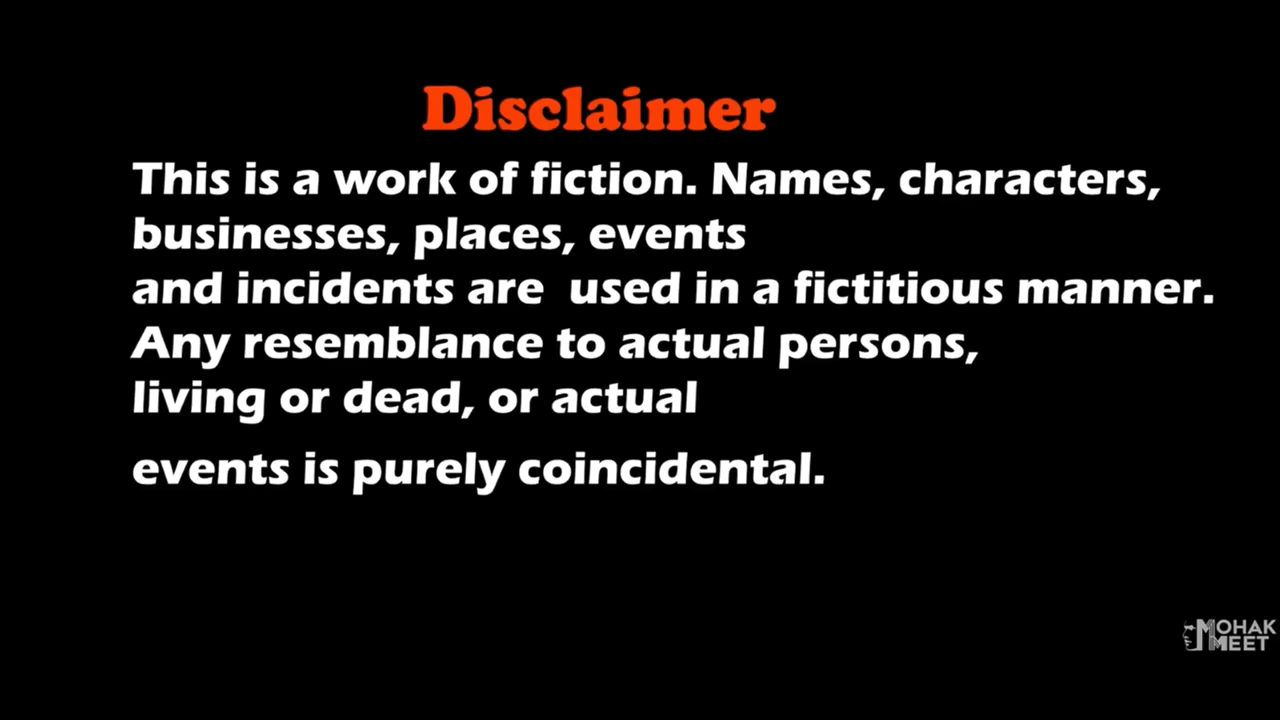 Disclaimer
This is a work of fiction. Names, characters,
businesses, places, events
and incidents are  used in a fictitious manner.
Any resemblance to actual persons,
living or dead, or actual
events is purely coincidental.
MOHAK
MEET